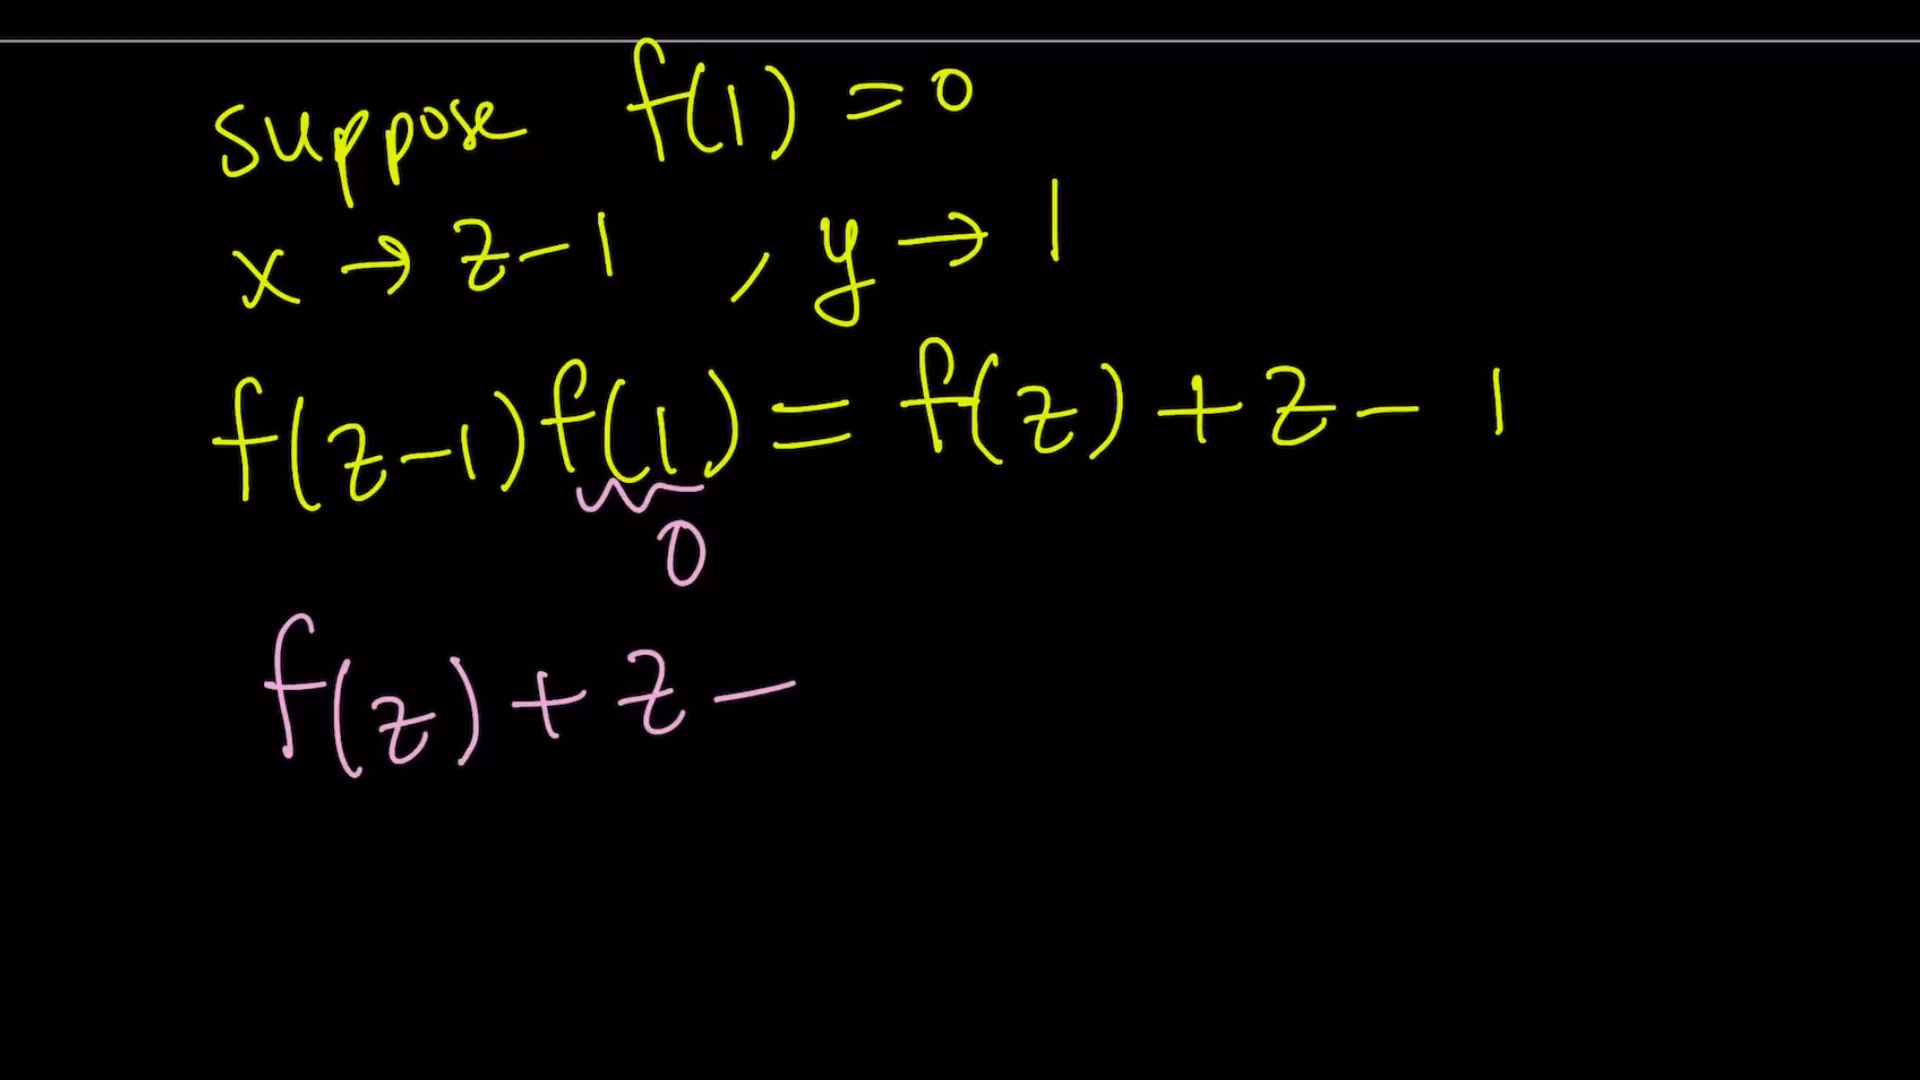 suppose f(1) = 0
x → z - 1 , y → 1
f(z-1) f(1) = f(z) + z - 1
0
f(z) + z -